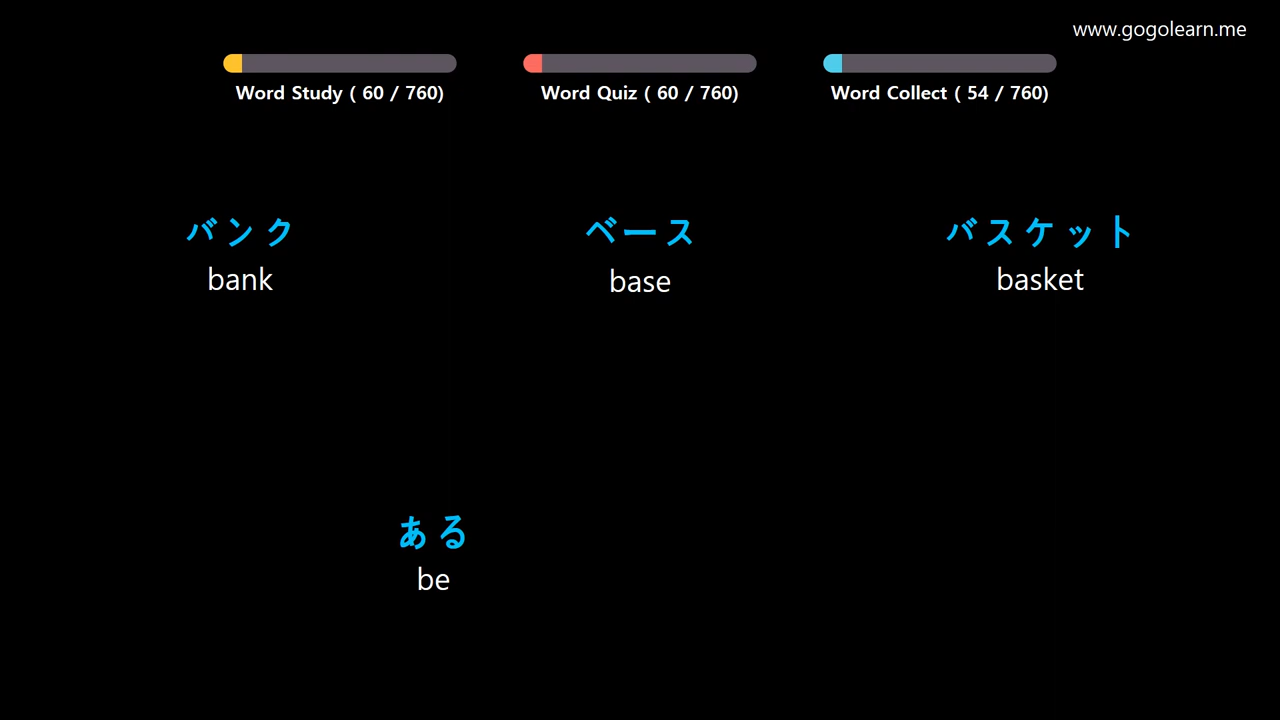 www.gogolearn.me
Word Study ( 60 / 760)
Word Quiz ( 60 / 760)
Word Collect ( 54 / 760)
バンク
bank
ベース
base
バスケット
basket
ある
be